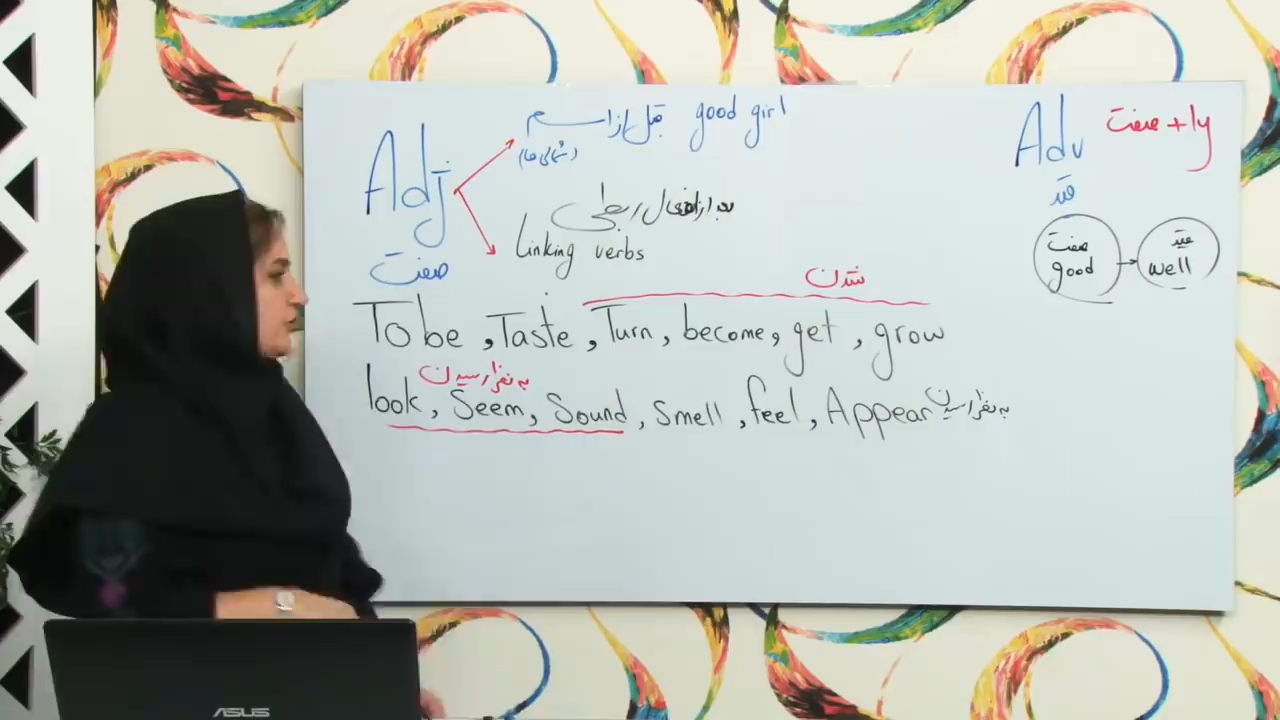 Adj
صفت
قبل از اسم good girl
بعد از افعال ربطی
Linking verbs
Adv صفت + ly
قید
صفت good → قید well
شدن
To be, Taste, Turn, become, get, grow
به نظر رسیدن
look, Seem, Sound, Smell, feel, Appear به نظر رسیدن
ASUS